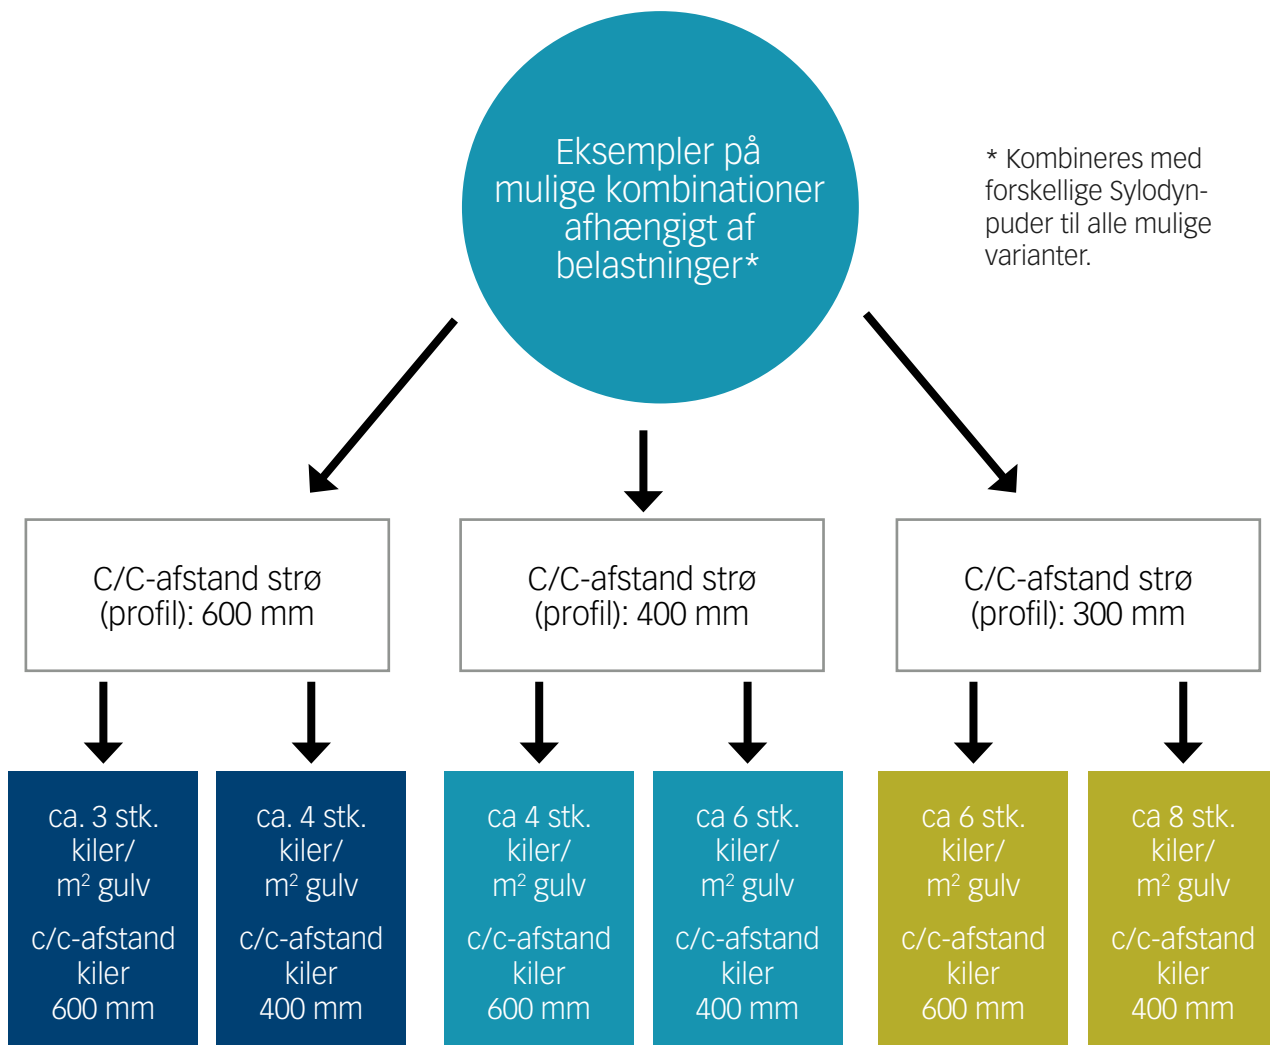 Eksempler på
mulige kombinationer
afhængigt af
belastninger*
* Kombineres med
forskellige Sylodyn-
puder til alle mulige
varianter.
C/C-afstand strø
(profil): 600 mm
C/C-afstand strø
(profil): 400 mm
C/C-afstand strø
(profil): 300 mm
ca. 3 stk.
kiler/
m² gulv
c/c-afstand
kiler
600 mm
ca. 4 stk.
kiler/
m² gulv
c/c-afstand
kiler
400 mm
ca 4 stk.
kiler/
m² gulv
c/c-afstand
kiler
600 mm
ca 6 stk.
kiler/
m² gulv
c/c-afstand
kiler
400 mm
ca 6 stk.
kiler/
m² gulv
c/c-afstand
kiler
600 mm
ca 8 stk.
kiler/
m² gulv
c/c-afstand
kiler
400 mm